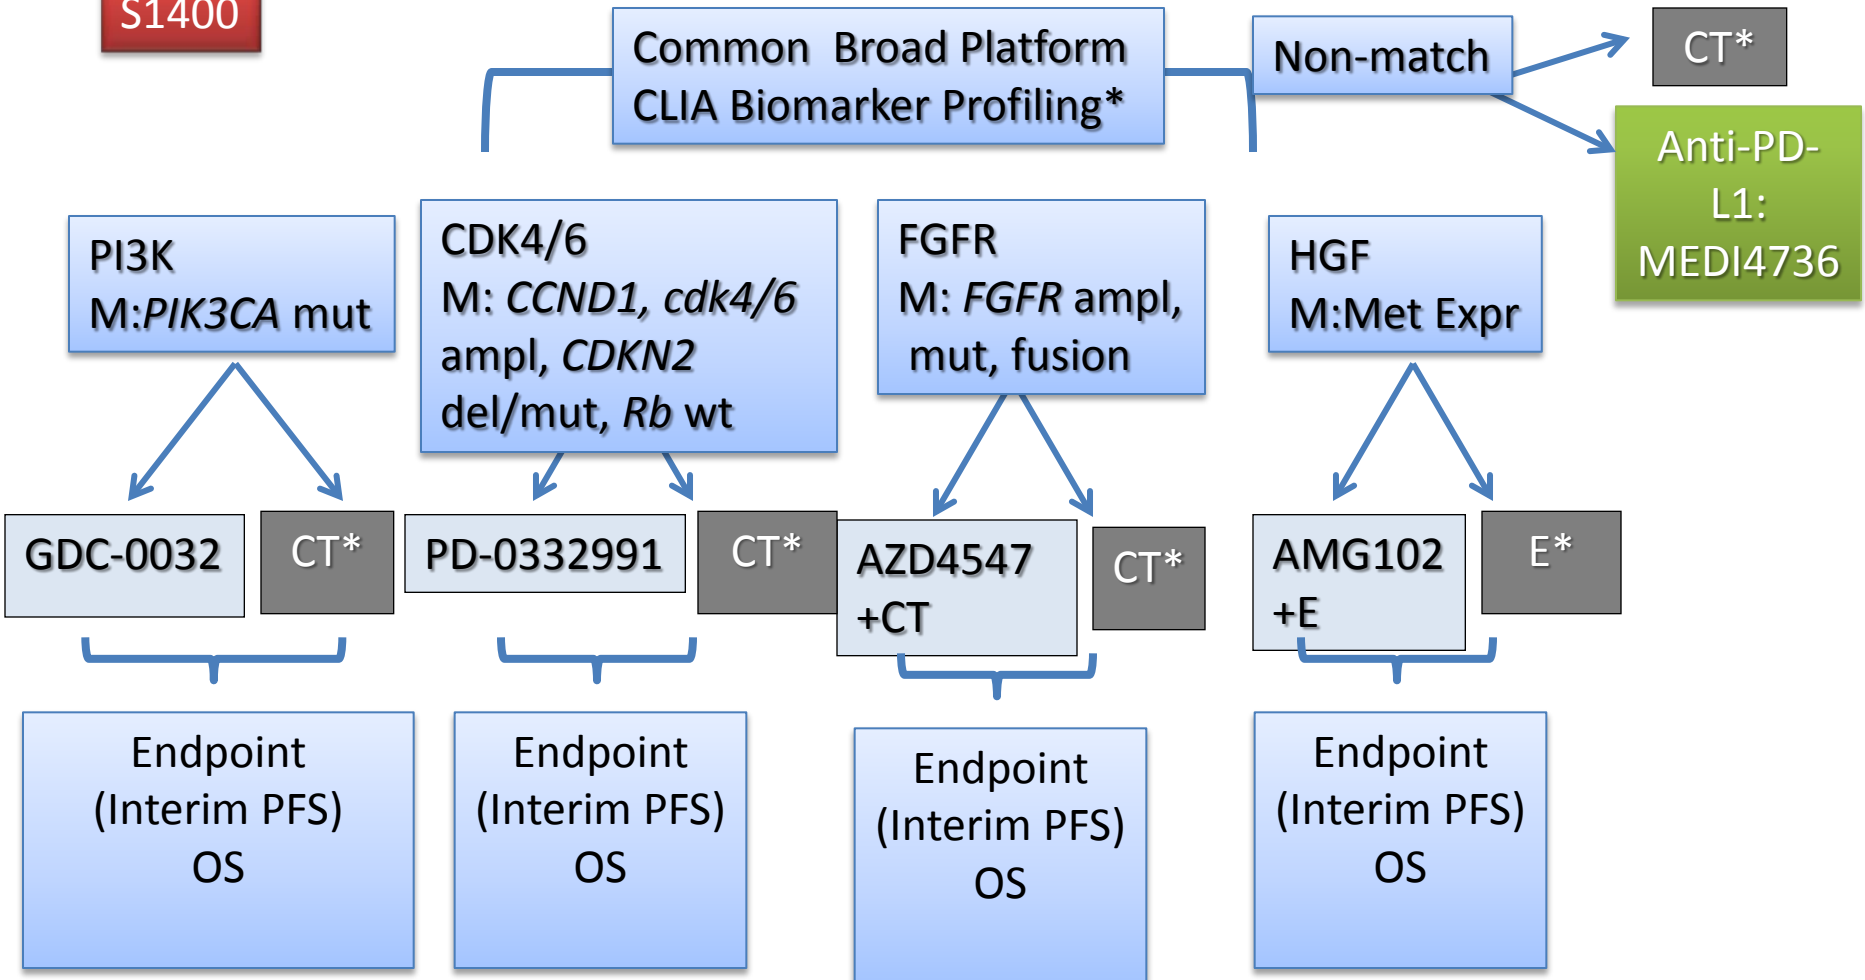 S1400
Common  Broad Platform
CLIA Biomarker Profiling*
Non-match
CT*
Anti-PD-
L1:
MEDI4736
PI3K
M:PIK3CA mut
CDK4/6
M: CCND1, cdk4/6
ampl, CDKN2
del/mut, Rb wt
FGFR
M: FGFR ampl,
mut, fusion
HGF
M:Met Expr
GDC-0032
CT*
PD-0332991
CT*
AZD4547
+CT
CT*
AMG102
+E
E*
Endpoint
(Interim PFS)
OS
Endpoint
(Interim PFS)
OS
Endpoint
(Interim PFS)
OS
Endpoint
(Interim PFS)
OS